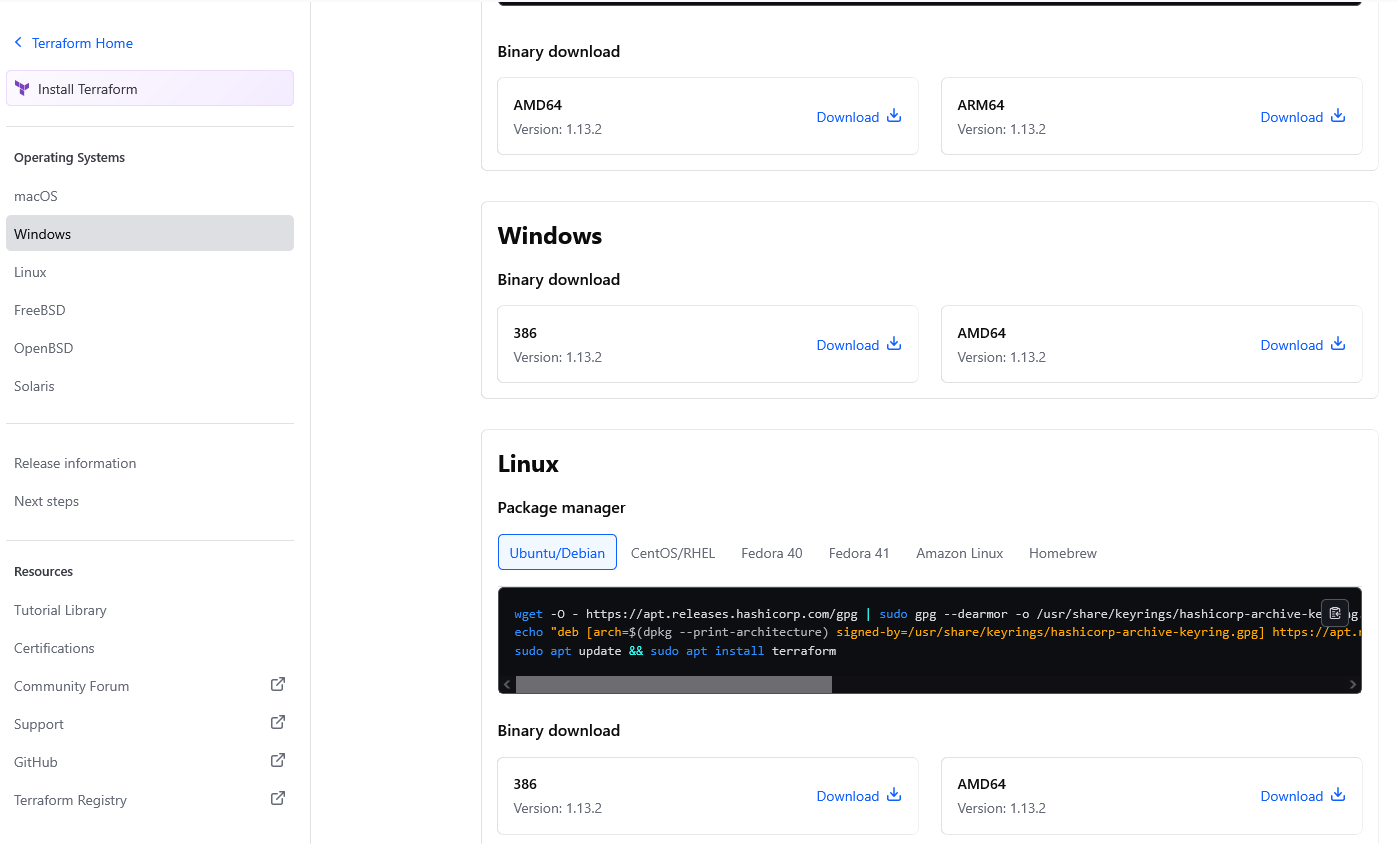 Terraform Home
Install Terraform
Operating Systems
macOS
Windows
Linux
FreeBSD
OpenBSD
Solaris
Release information
Next steps
Resources
Tutorial Library
Certifications
Community Forum
Support
GitHub
Terraform Registry
Binary download
AMD64
Version: 1.13.2
Download
ARM64
Version: 1.13.2
Download
Windows
Binary download
386
Version: 1.13.2
Download
AMD64
Version: 1.13.2
Download
Linux
Package manager
Ubuntu/Debian CentOS/RHEL Fedora 40 Fedora 41 Amazon Linux Homebrew
wget -O - https://apt.releases.hashicorp.com/gpg | sudo gpg --dearmor -o /usr/share/keyrings/hashicorp-archive-ke
echo "deb [arch=$(dpkg --print-architecture) signed-by=/usr/share/keyrings/hashicorp-archive-keyring.gpg] https://apt.r
sudo apt update && sudo apt install terraform
Binary download
386
Version: 1.13.2
Download
AMD64
Version: 1.13.2
Download